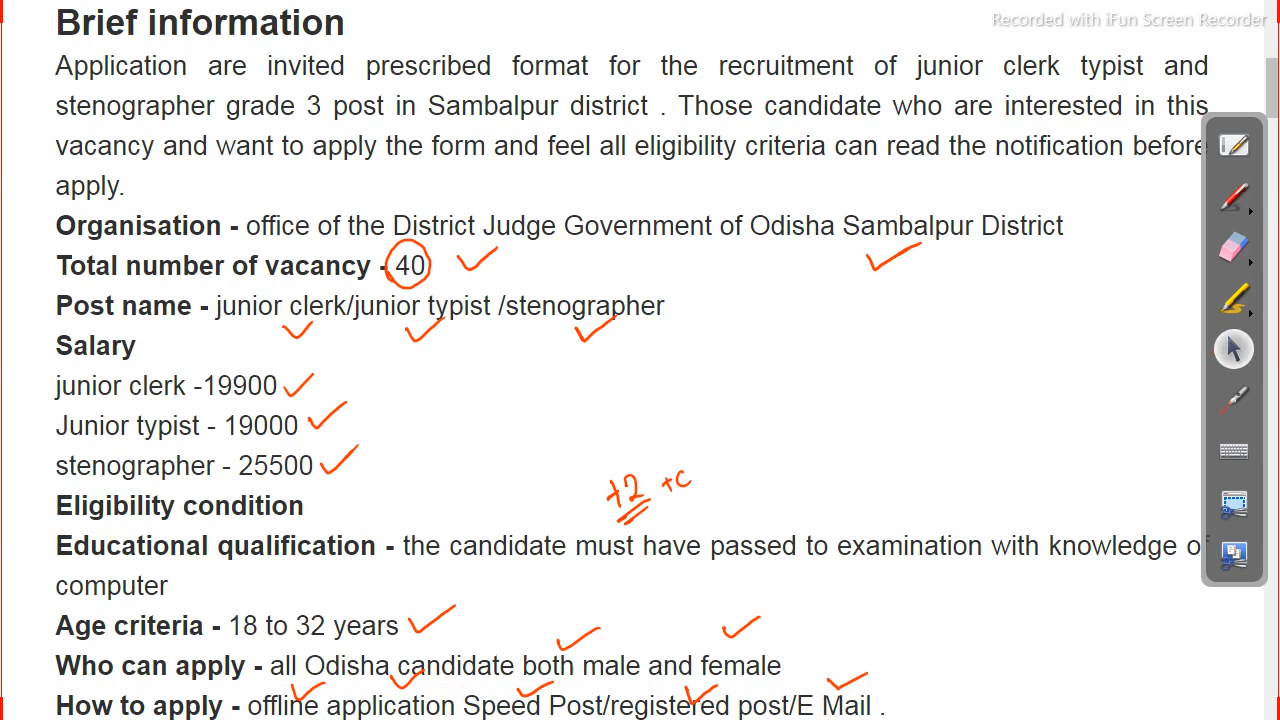 Brief information
Recorded with iFun Screen Recorder
Application are invited prescribed format for the recruitment of junior clerk typist and
stenographer grade 3 post in Sambalpur district . Those candidate who are interested in this
vacancy and want to apply the form and feel all eligibility criteria can read the notification before
apply.
Organisation - office of the District Judge Government of Odisha Sambalpur District
Total number of vacancy - 40
Post name - junior clerk/junior typist /stenographer
Salary
junior clerk -19900
Junior typist - 19000
stenographer - 25500
+2 +c
Eligibility condition
Educational qualification - the candidate must have passed to examination with knowledge of
computer
Age criteria - 18 to 32 years
Who can apply - all Odisha candidate both male and female
How to apply - offline application Speed Post/registered post/E Mail .